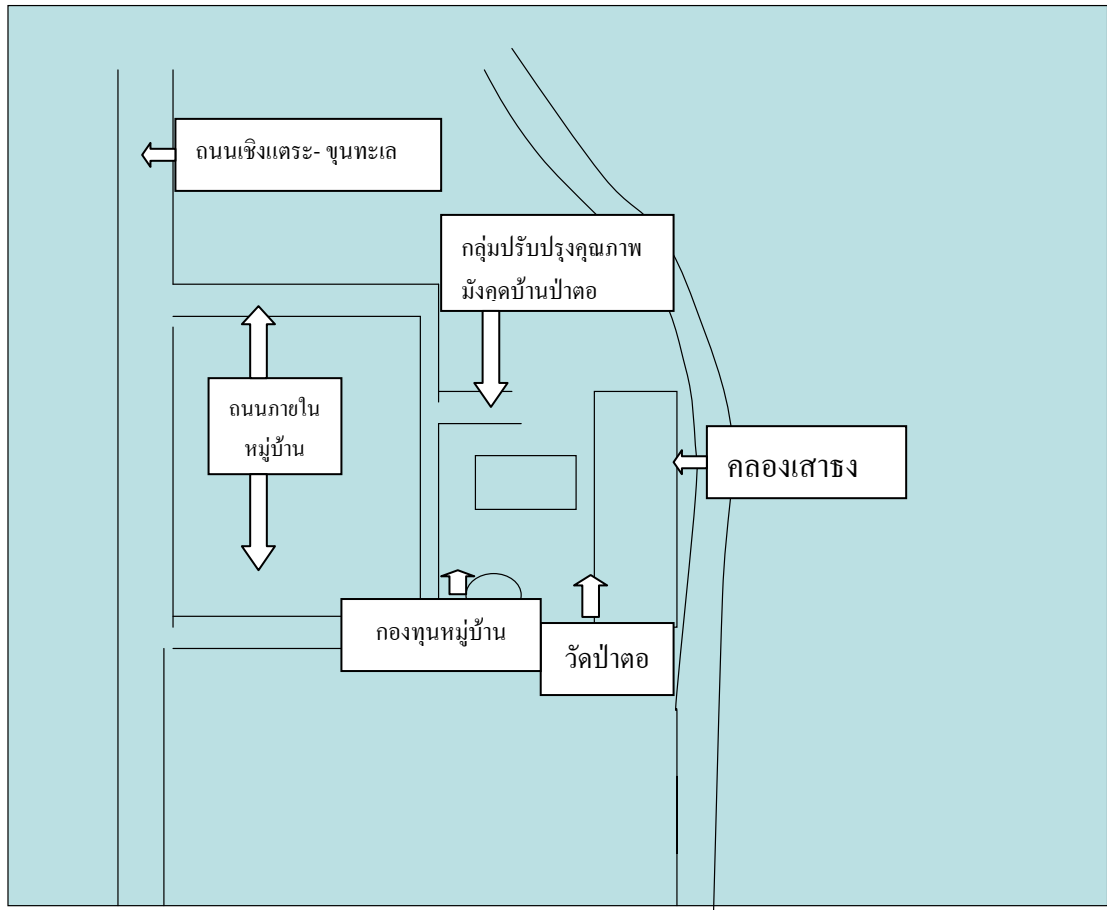 ถนนเชิงแตระ- ขุนทะเล
กลุ่มปรับปรุงคุณภาพ
มังคุดบ้านป่าตอ
ถนนภายใน
หมู่บ้าน
คลองเสาธง
กองทุนหมู่บ้าน
วัดป่าตอ